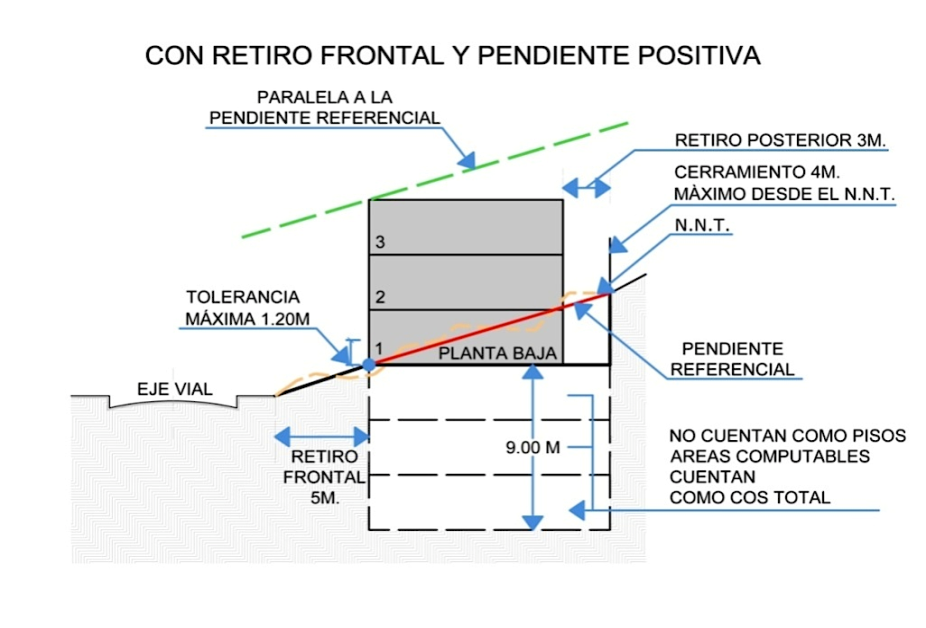 CON RETIRO FRONTAL Y PENDIENTE POSITIVA
PARALELA A LA
PENDIENTE REFERENCIAL
RETIRO POSTERIOR 3M.
CERRAMIENTO 4M.
MÀXIMO DESDE EL N.N.T.
N.N.T.
3
2
TOLERANCIA
MÁXIMA 1.20M
1
PLANTA BAJA
PENDIENTE
REFERENCIAL
EJE VIAL
RETIRO
FRONTAL
5M.
9.00 M
NO CUENTAN COMO PISOS
AREAS COMPUTABLES
CUENTAN
COMO COS TOTAL